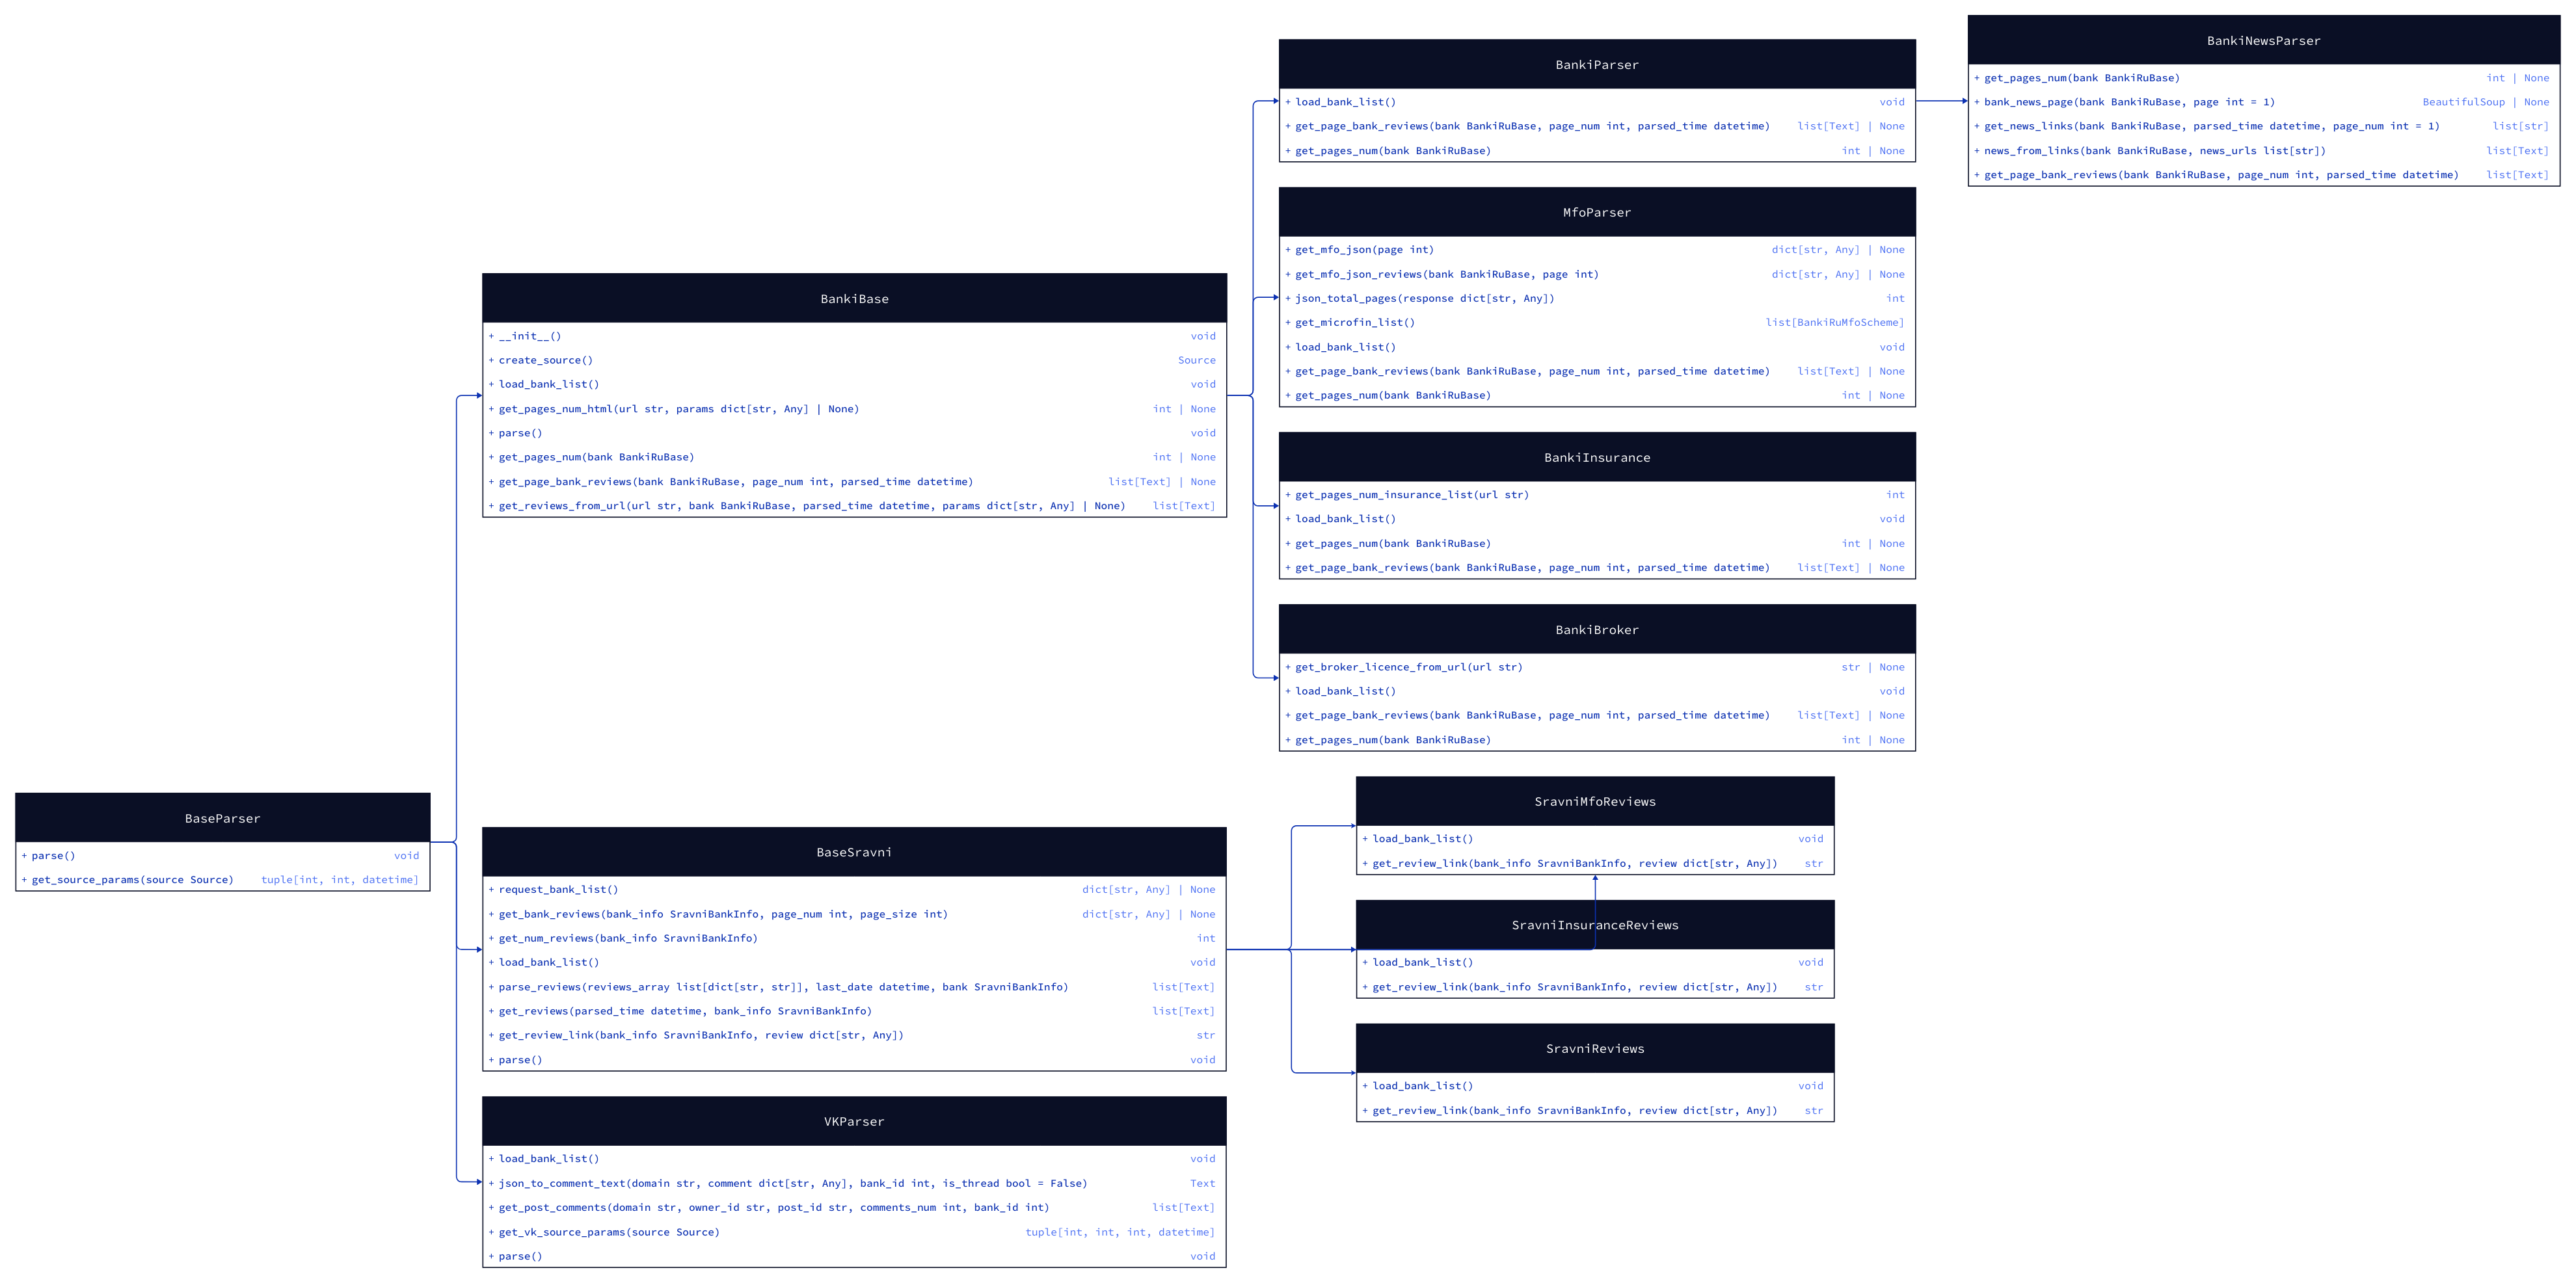 BaseParser
+ parse() void
+ get_source_params(source Source) tuple[int, int, datetime]
BankiBase
+ __init__() void
+ create_source() Source
+ load_bank_list() void
+ get_pages_num_html(url str, params dict[str, Any] | None) int | None
+ parse() void
+ get_pages_num(bank BankiRuBase) int | None
+ get_page_bank_reviews(bank BankiRuBase, page_num int, parsed_time datetime) list[Text] | None
+ get_reviews_from_url(url str, bank BankiRuBase, parsed_time datetime, params dict[str, Any] | None) list[Text]
BaseSravni
+ request_bank_list() dict[str, Any] | None
+ get_bank_reviews(bank_info SravniBankInfo, page_num int, page_size int) dict[str, Any] | None
+ get_num_reviews(bank_info SravniBankInfo) int
+ load_bank_list() void
+ parse_reviews(reviews_array list[dict[str, str]], last_date datetime, bank SravniBankInfo) list[Text]
+ get_reviews(parsed_time datetime, bank_info SravniBankInfo) list[Text]
+ get_review_link(bank_info SravniBankInfo, review dict[str, Any]) str
+ parse() void
VKParser
+ load_bank_list() void
+ json_to_comment_text(domain str, comment dict[str, Any], bank_id int, is_thread bool = False) Text
+ get_post_comments(domain str, owner_id str, post_id str, comments_num int, bank_id int) list[Text]
+ get_vk_source_params(source Source) tuple[int, int, int, datetime]
+ parse() void
BankiParser
+ load_bank_list() void
+ get_page_bank_reviews(bank BankiRuBase, page_num int, parsed_time datetime) list[Text] | None
+ get_pages_num(bank BankiRuBase) int | None
MfoParser
+ get_mfo_json(page int) dict[str, Any] | None
+ get_mfo_json_reviews(bank BankiRuBase, page int) dict[str, Any] | None
+ json_total_pages(response dict[str, Any]) int
+ get_microfin_list() list[BankiRuMfoScheme]
+ load_bank_list() void
+ get_page_bank_reviews(bank BankiRuBase, page_num int, parsed_time datetime) list[Text] | None
+ get_pages_num(bank BankiRuBase) int | None
BankiInsurance
+ get_pages_num_insurance_list(url str) int
+ load_bank_list() void
+ get_pages_num(bank BankiRuBase) int | None
+ get_page_bank_reviews(bank BankiRuBase, page_num int, parsed_time datetime) list[Text] | None
BankiBroker
+ get_broker_licence_from_url(url str) str | None
+ load_bank_list() void
+ get_page_bank_reviews(bank BankiRuBase, page_num int, parsed_time datetime) list[Text] | None
+ get_pages_num(bank BankiRuBase) int | None
SravniMfoReviews
+ load_bank_list() void
+ get_review_link(bank_info SravniBankInfo, review dict[str, Any]) str
SravniInsuranceReviews
+ load_bank_list() void
+ get_review_link(bank_info SravniBankInfo, review dict[str, Any]) str
SravniReviews
+ load_bank_list() void
+ get_review_link(bank_info SravniBankInfo, review dict[str, Any]) str
BankiNewsParser
+ get_pages_num(bank BankiRuBase) int | None
+ bank_news_page(bank BankiRuBase, page int = 1) BeautifulSoup | None
+ get_news_links(bank BankiRuBase, parsed_time datetime, page_num int = 1) list[str]
+ news_from_links(bank BankiRuBase, news_urls list[str]) list[Text]
+ get_page_bank_reviews(bank BankiRuBase, page_num int, parsed_time datetime) list[Text]